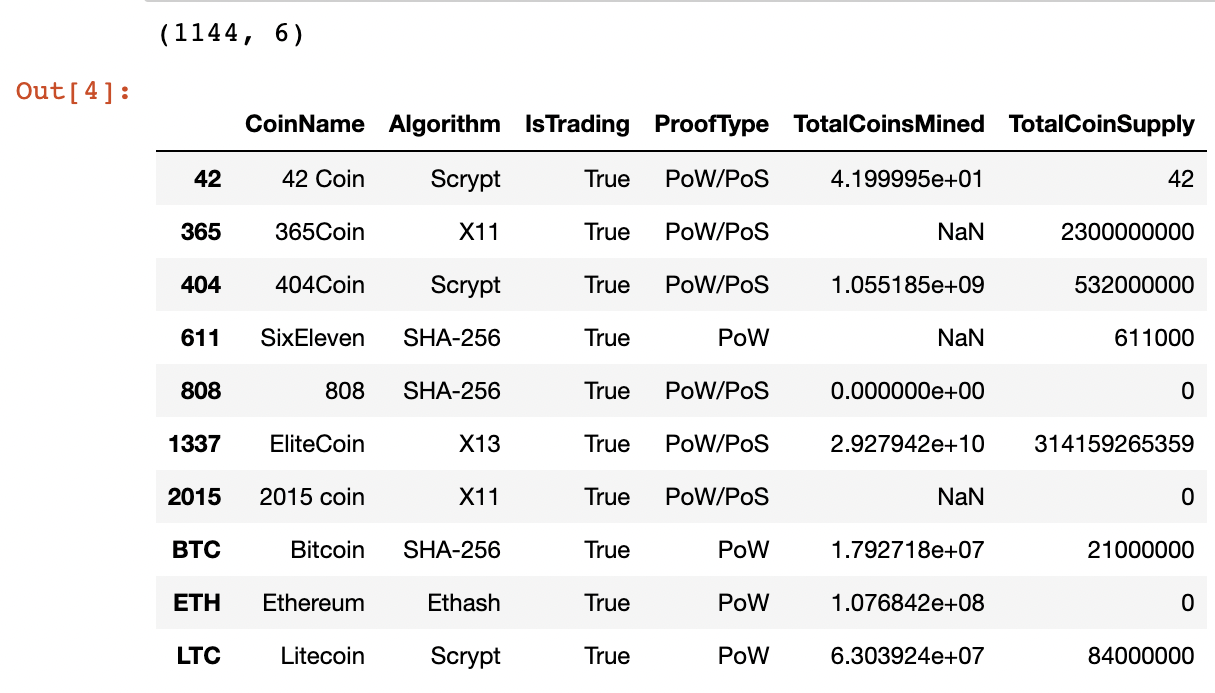 (1144, 6)
Out[4]:
CoinName Algorithm IsTrading ProofType TotalCoinsMined TotalCoinSupply
42 42 Coin Scrypt True PoW/PoS 4.199995e+01 42
365 365Coin X11 True PoW/PoS NaN 2300000000
404 404Coin Scrypt True PoW/PoS 1.055185e+09 532000000
611 SixEleven SHA-256 True PoW NaN 611000
808 808 SHA-256 True PoW/PoS 0.000000e+00 0
1337 EliteCoin X13 True PoW/PoS 2.927942e+10 314159265359
2015 2015 coin X11 True PoW/PoS NaN 0
BTC Bitcoin SHA-256 True PoW 1.792718e+07 21000000
ETH Ethereum Ethash True PoW 1.076842e+08 0
LTC Litecoin Scrypt True PoW 6.303924e+07 84000000